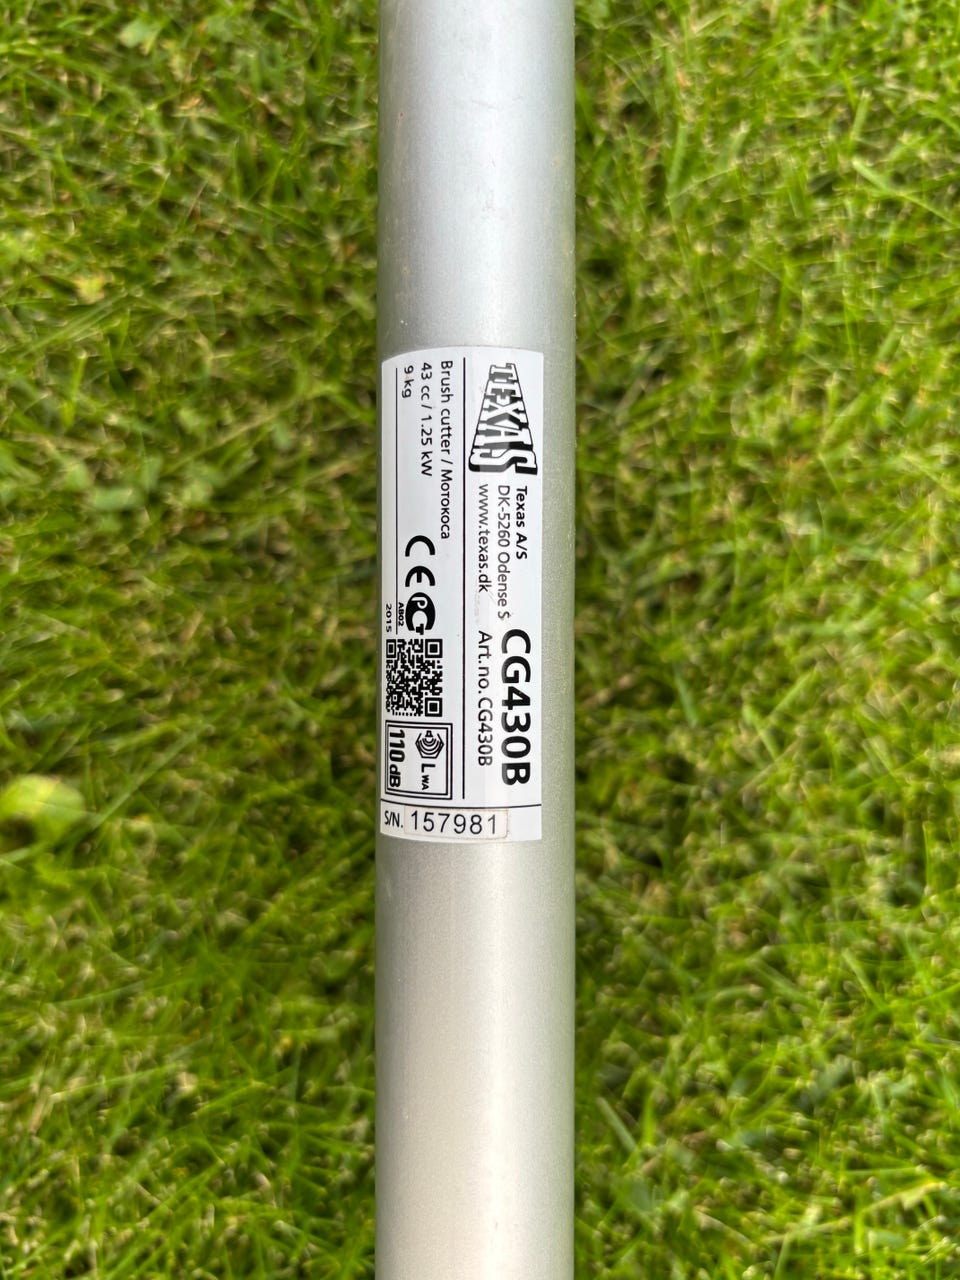 TEXAS
Texas A/S
DK-5260 Odense S
www.texas.dk
CG430B
Art.no. CG430B
Brush cutter / Мотокоса
43 cc / 1.25 kW
9 kg
CE
РСТ
AB02
2015
LWA
110 dB
S/N. 157981